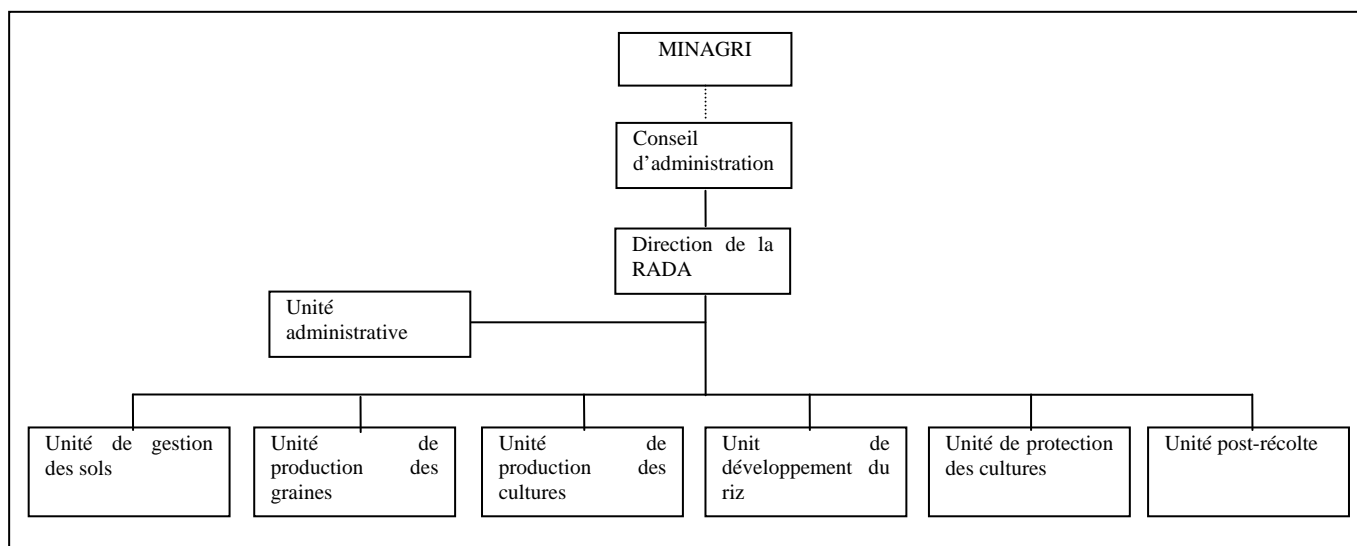 MINAGRI
Conseil
d’administration
Direction de la
RADA
Unité
administrative
Unité de gestion
des sols
Unité de
production des
graines
Unité de
production des
cultures
Unit de
développement du
riz
Unité de protection
des cultures
Unité post-récolte